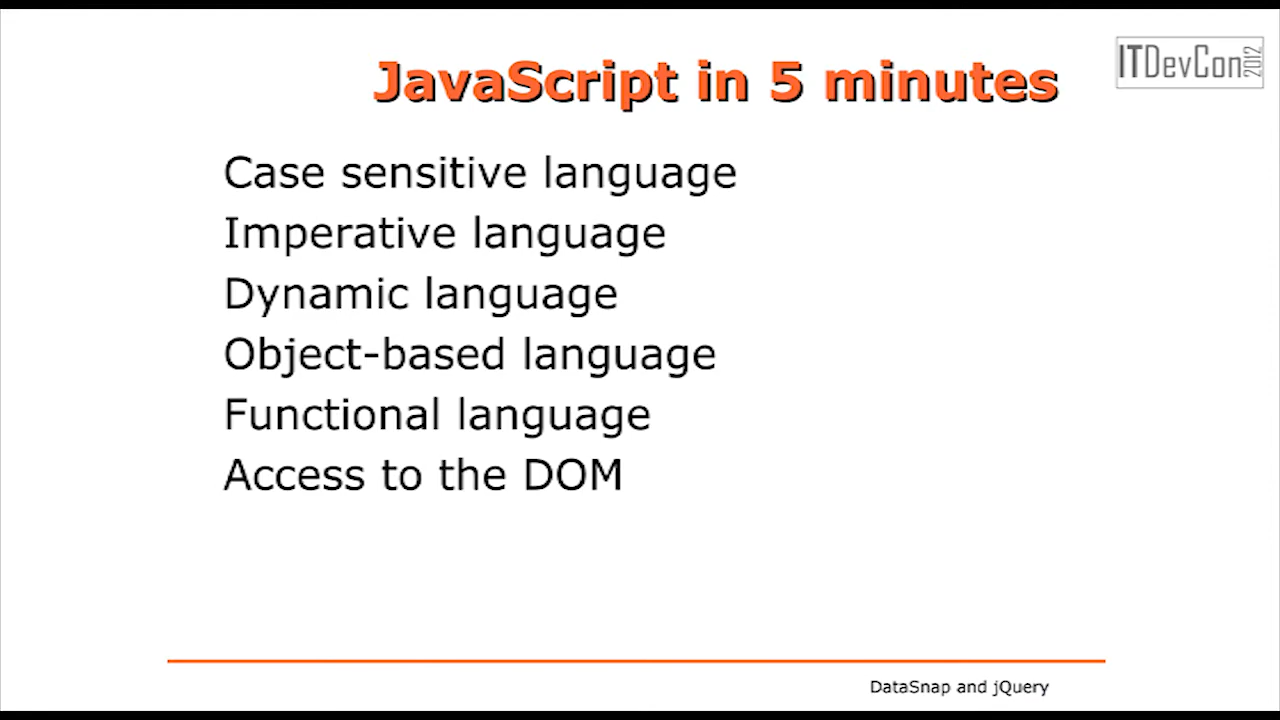 JavaScript in 5 minutes
ITDevCon 2012
Case sensitive language
Imperative language
Dynamic language
Object-based language
Functional language
Access to the DOM
DataSnap and jQuery